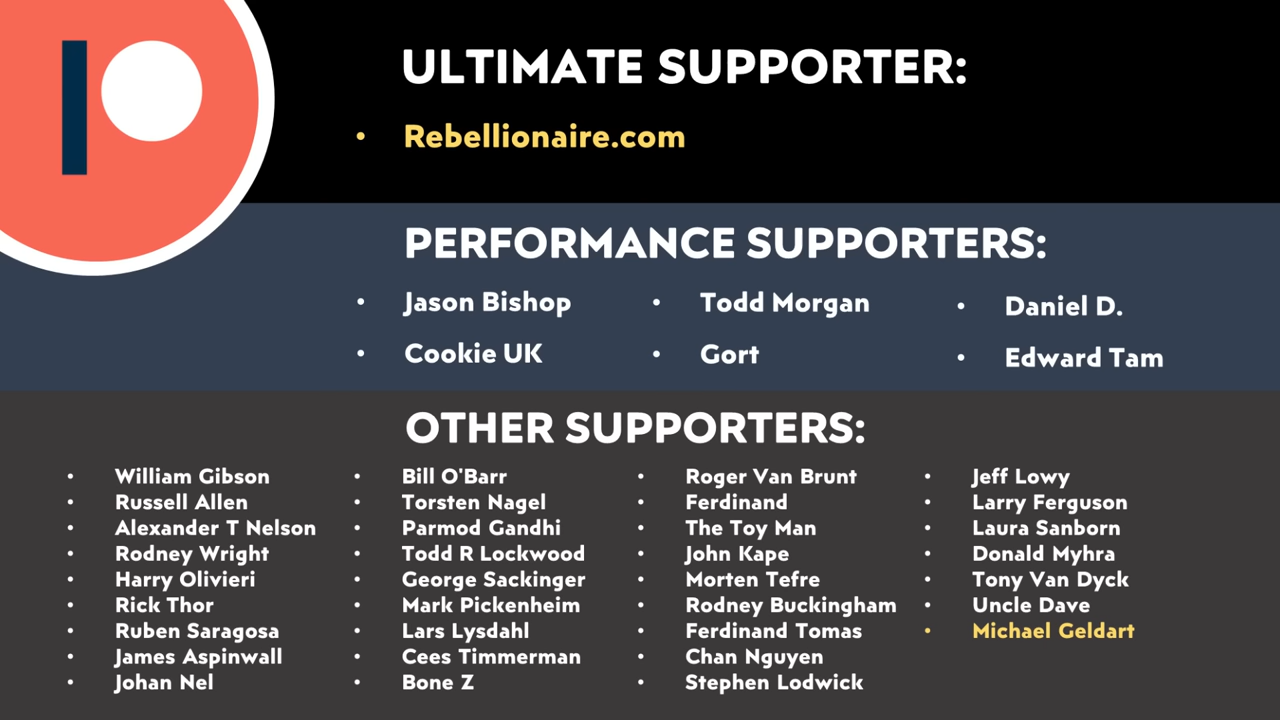 ULTIMATE SUPPORTER:
• Rebellionaire.com
PERFORMANCE SUPPORTERS:
• Jason Bishop
• Cookie UK
• Todd Morgan
• Gort
• Daniel D.
• Edward Tam
OTHER SUPPORTERS:
• William Gibson
• Russell Allen
• Alexander T Nelson
• Rodney Wright
• Harry Olivieri
• Rick Thor
• Ruben Saragosa
• James Aspinwall
• Johan Nel
• Bill O'Barr
• Torsten Nagel
• Parmod Gandhi
• Todd R Lockwood
• George Sackinger
• Mark Pickenheim
• Lars Lysdahl
• Cees Timmerman
• Bone Z
• Roger Van Brunt
• Ferdinand
• The Toy Man
• John Kape
• Morten Tefre
• Rodney Buckingham
• Ferdinand Tomas
• Chan Nguyen
• Stephen Lodwick
• Jeff Lowy
• Larry Ferguson
• Laura Sanborn
• Donald Myhra
• Tony Van Dyck
• Uncle Dave
• Michael Geldart